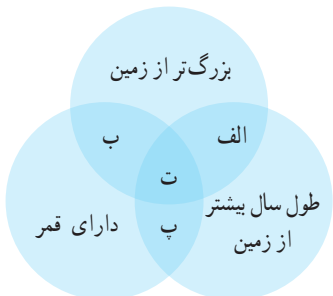 بزرگ‌تر از زمین
الف
ب
ت
طول سال بیشتر
از زمین
پ
دارای قمر